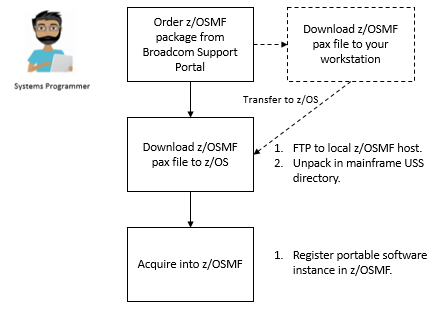 Order z/OSMF
package from
Broadcom Support
Portal
Download z/OSMF
pax file to your
workstation
Systems Programmer
Transfer to z/OS
Download z/OSMF
pax file to z/OS
1. FTP to local z/OSMF host.
2. Unpack in mainframe USS
directory.
Acquire into z/OSMF
1. Register portable software
instance in z/OSMF.